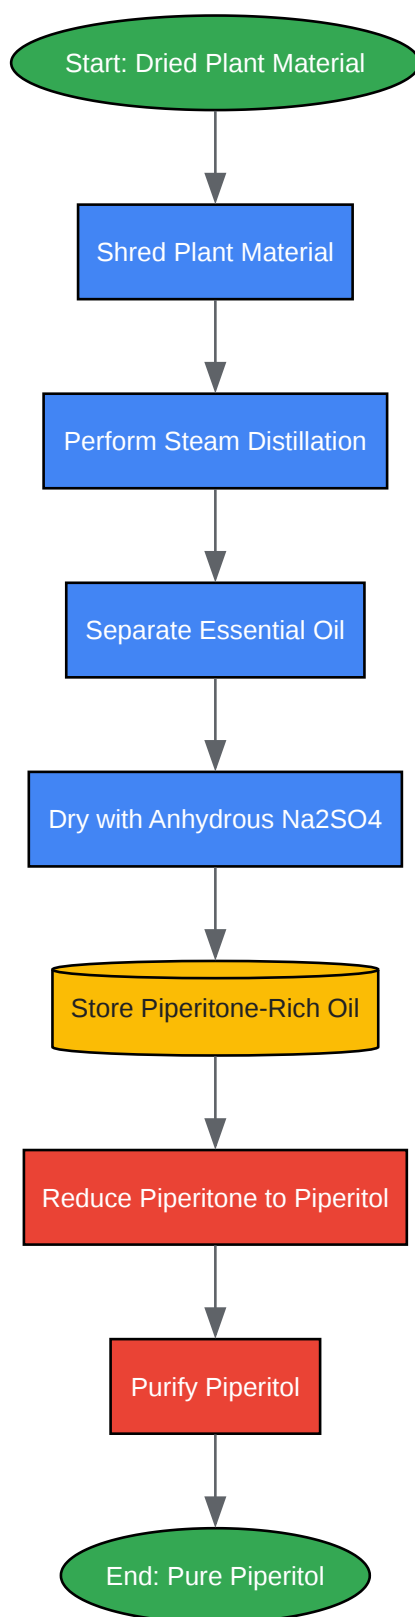 Start: Dried Plant Material
Shred Plant Material
Perform Steam Distillation
Separate Essential Oil
Dry with Anhydrous Na2SO4
Store Piperitone-Rich Oil
Reduce Piperitone to Piperitol
Purify Piperitol
End: Pure Piperitol